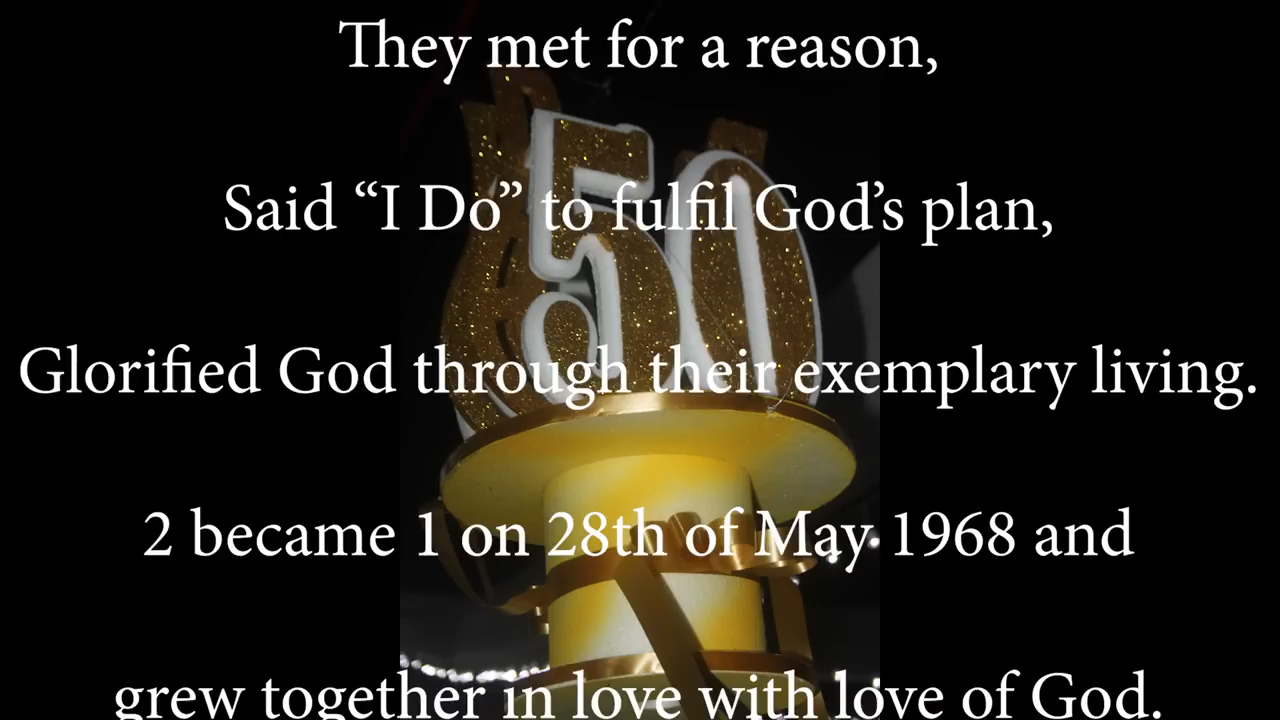 They met for a reason,
50
Said “I Do” to fulfil God’s plan,
Glorified God through their exemplary living.
2 became 1 on 28th of May 1968 and
grew together in love with love of God.